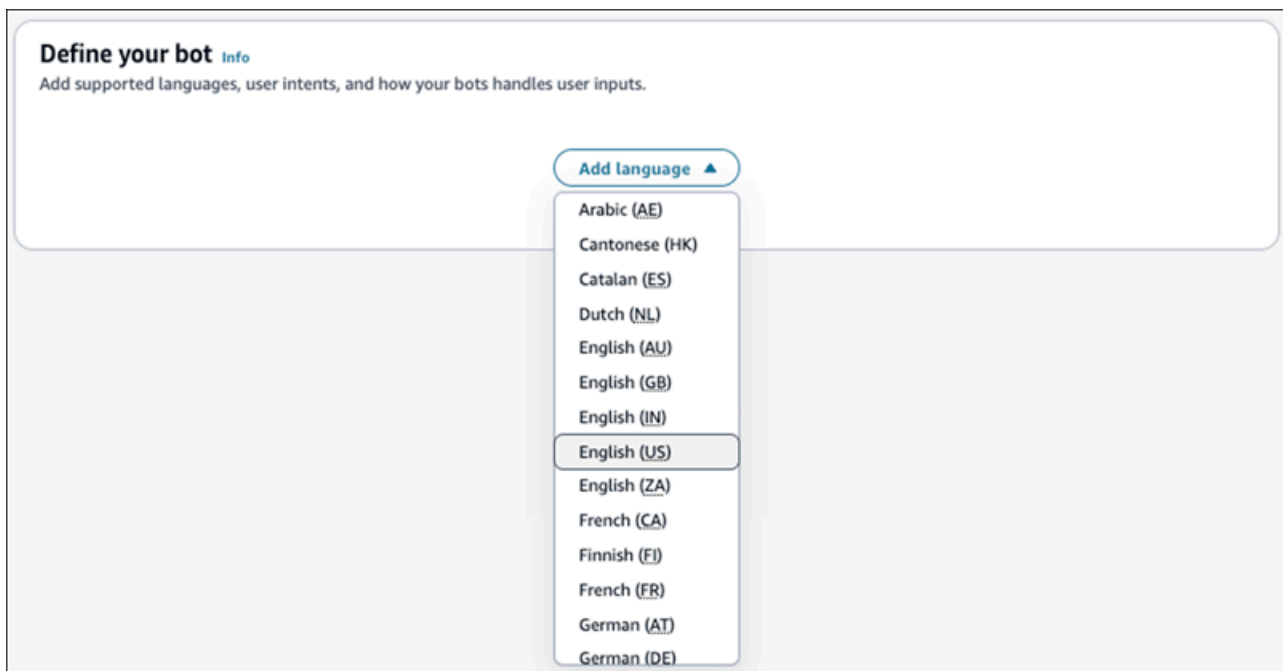 Define your bot Info
Add supported languages, user intents, and how your bots handles user inputs.
Add language
Arabic (AE)
Cantonese (HK)
Catalan (ES)
Dutch (NL)
English (AU)
English (GB)
English (IN)
English (US)
English (ZA)
French (CA)
Finnish (FI)
French (FR)
German (AT)
German (DE)